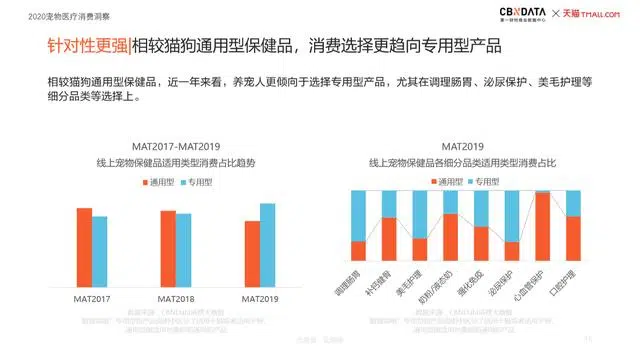 2020宠物医疗消费洞察
CBNDATA
第一财经商业数据中心
× 天猫 TMALL.COM
针对性更强|相较猫狗通用型保健品，消费选择更趋向专用型产品
相较猫狗通用型保健品，近一年来看，养宠人更倾向于选择专用型产品，尤其在调理肠胃、泌尿保护、美毛护理等
细分品类等选择上。
MAT2017-MAT2019
线上宠物保健品适用类型消费占比趋势
通用型 专用型
MAT2017 MAT2018 MAT2019
MAT2019
线上宠物保健品各细分品类适用类型消费占比
通用型 专用型
调理肠胃 补钙健骨 美毛护理 奶粉/液态奶 强化免疫 泌尿保护 心血管保护 口腔护理